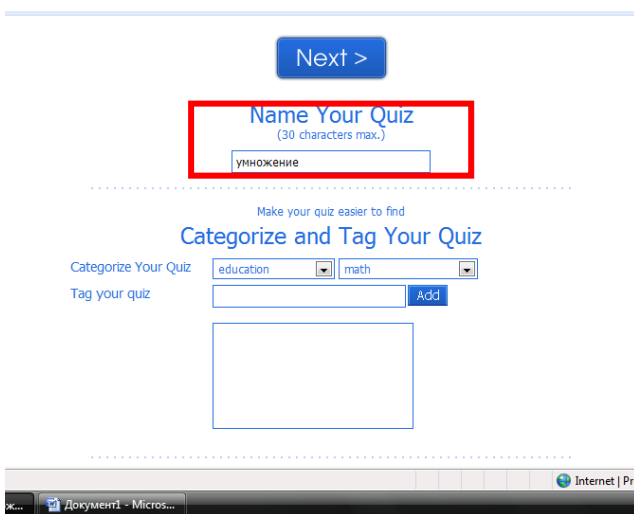 Next >
Name Your Quiz
(30 characters max.)
умножение
Make your quiz easier to find
Categorize and Tag Your Quiz
Categorize Your Quiz education math
Tag your quiz Add
Internet | Pr
ж... Документ1 - Micros...